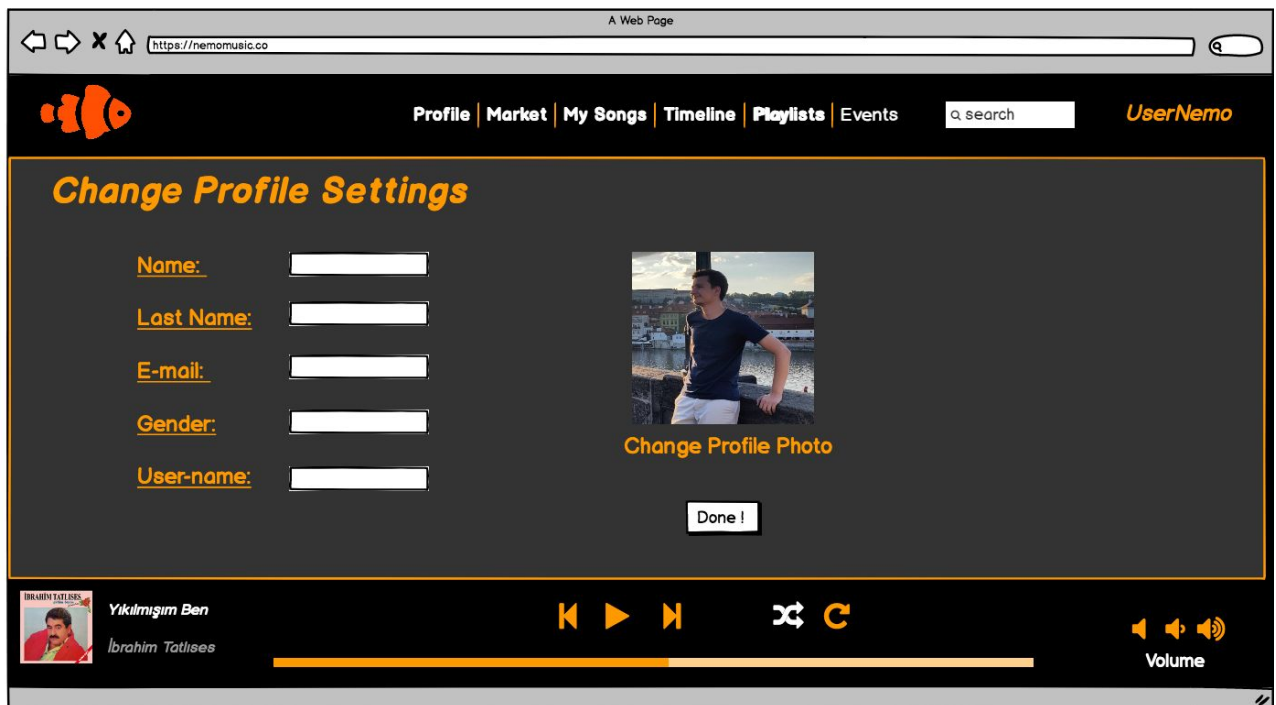 A Web Page
https://nemomusic.co
Profile | Market | My Songs | Timeline | Playlists | Events
search
UserNemo
Change Profile Settings
Name:
Last Name:
E-mail:
Gender:
User-name:
Change Profile Photo
Done !
İBRAHİM TATLISES
Yıkılmışım Ben
İbrahim Tatlıses
Volume